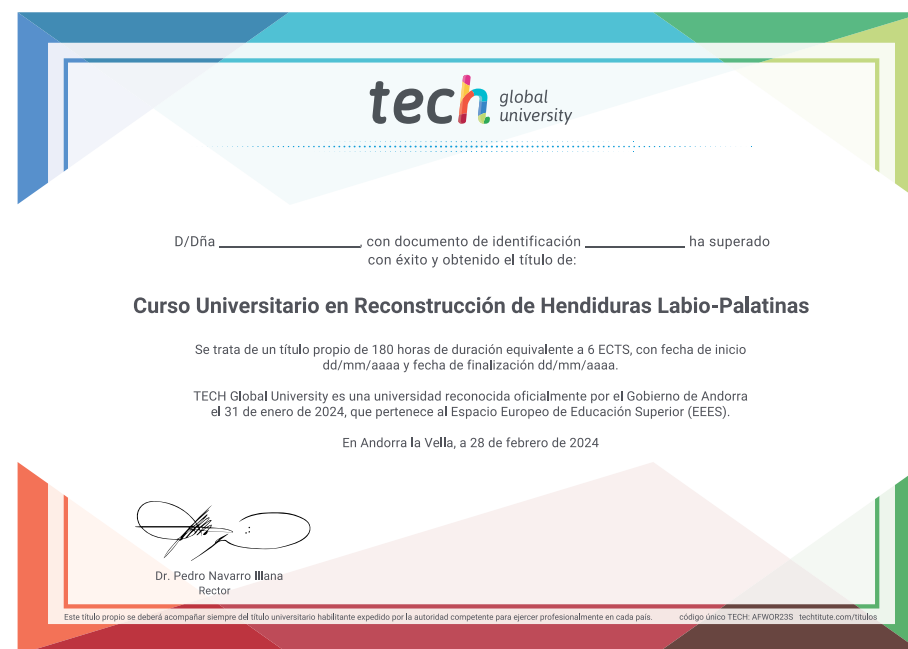 tech global university
D/Dña ____________, con documento de identificación ____________ ha superado
con éxito y obtenido el título de:
Curso Universitario en Reconstrucción de Hendiduras Labio-Palatinas
Se trata de un título propio de 180 horas de duración equivalente a 6 ECTS, con fecha de inicio
dd/mm/aaaa y fecha de finalización dd/mm/aaaa.
TECH Global University es una universidad reconocida oficialmente por el Gobierno de Andorra
el 31 de enero de 2024, que pertenece al Espacio Europeo de Educación Superior (EEES).
En Andorra la Vella, a 28 de febrero de 2024
Dr. Pedro Navarro Illana
Rector
Este título propio se deberá acompañar siempre del título universitario habilitante expedido por la autoridad competente para ejercer profesionalmente en cada país. código único TECH: AFWOR23S techtitute.com/titulos